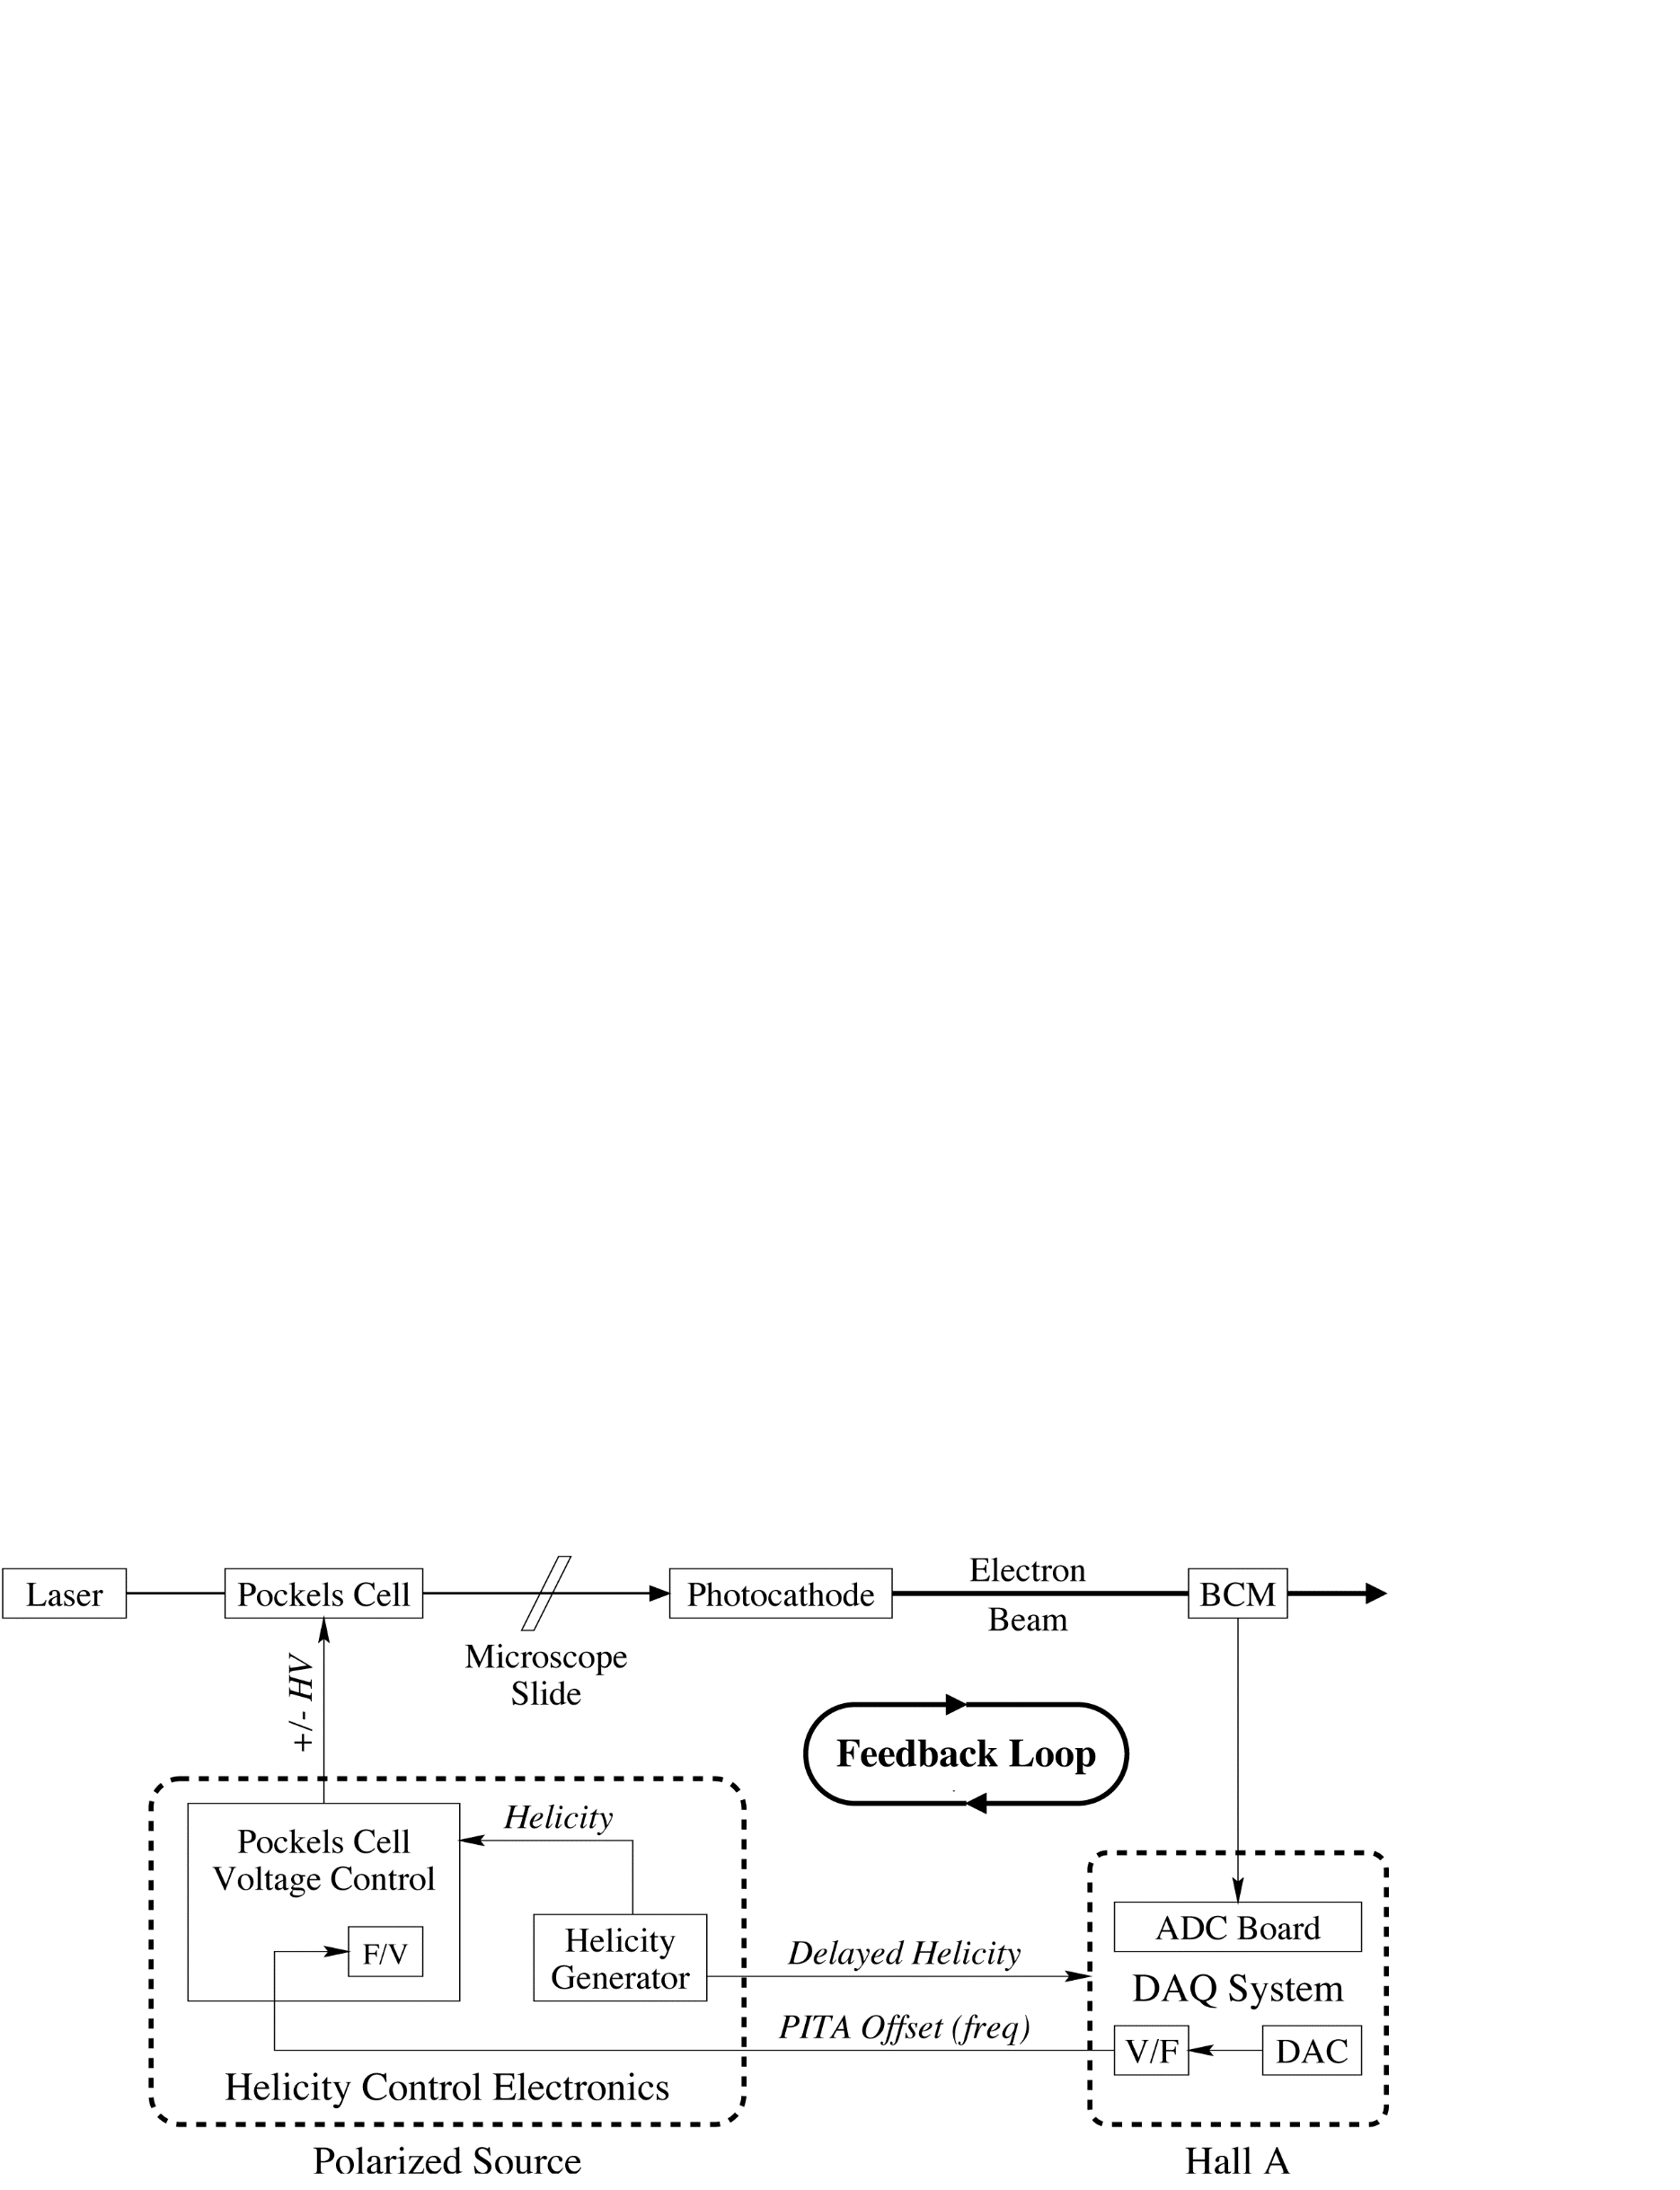 Electron
Laser
Pockels Cell
Photocathode
BCM
Beam
Microscope
Slide
+/- HV
Feedback Loop
Helicity
Pockels Cell
Voltage Control
F/V
Helicity
Generator
Delayed Helicity
PITA Offset (freq)
ADC Board
DAQ System
V/F
DAC
Helicity Control Electronics
Polarized Source
Hall A